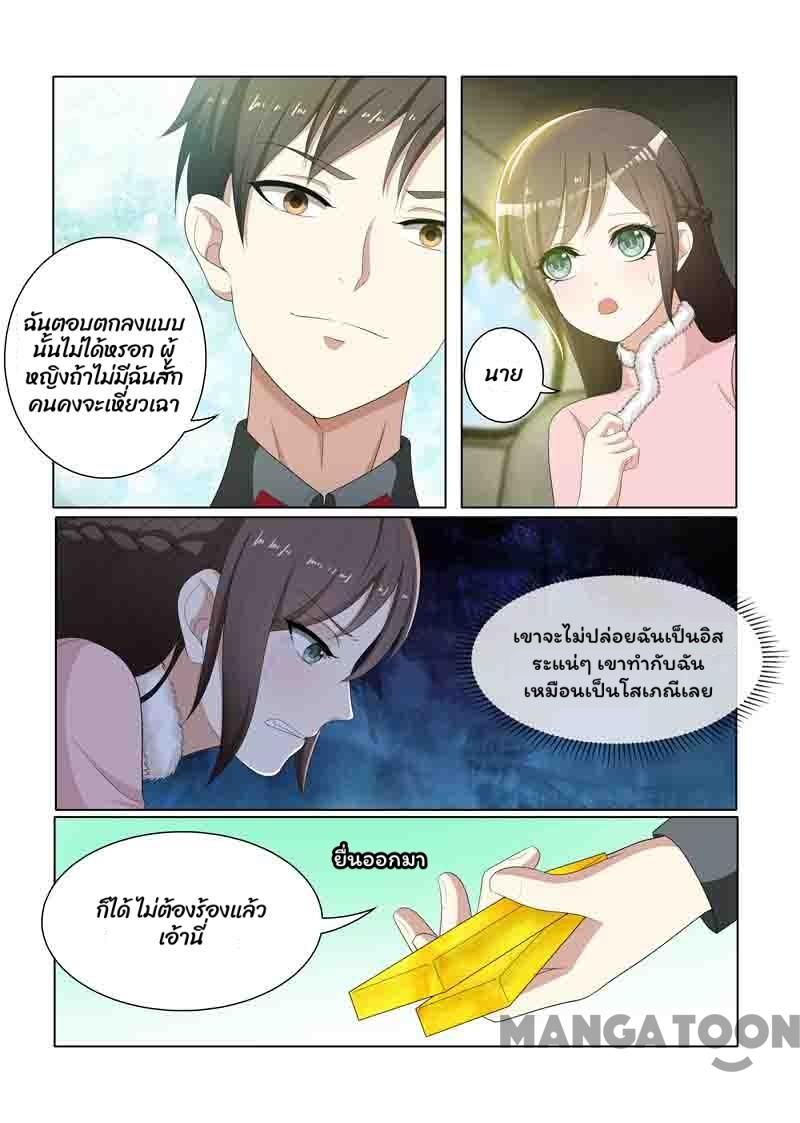 ฉันตอบตกลงแบบ
นั้นไม่ได้หรอก ผู้
หญิงถ้าไม่มีฉันสัก
คนคงจะเหี่ยวเฉา
นาย
เขาจะไม่ปล่อยฉันเป็นอิส
ระแน่ๆ เขาทำกับฉัน
เหมือนเป็นโสเภณีเลย
ยื่นออกมา
ก็ได้ ไม่ต้องร้องแล้ว
เอ้านี่
MANGATOON